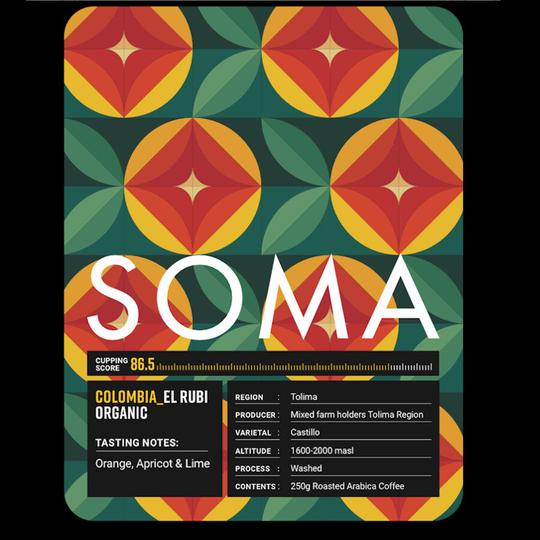 SOMA
CUPPING
SCORE 86.5
COLOMBIA_EL RUBI
ORGANIC
TASTING NOTES:
Orange, Apricot & Lime
REGION : Tolima
PRODUCER : Mixed farm holders Tolima Region
VARIETAL : Castillo
ALTITUDE : 1600-2000 masl
PROCESS : Washed
CONTENTS : 250g Roasted Arabica Coffee